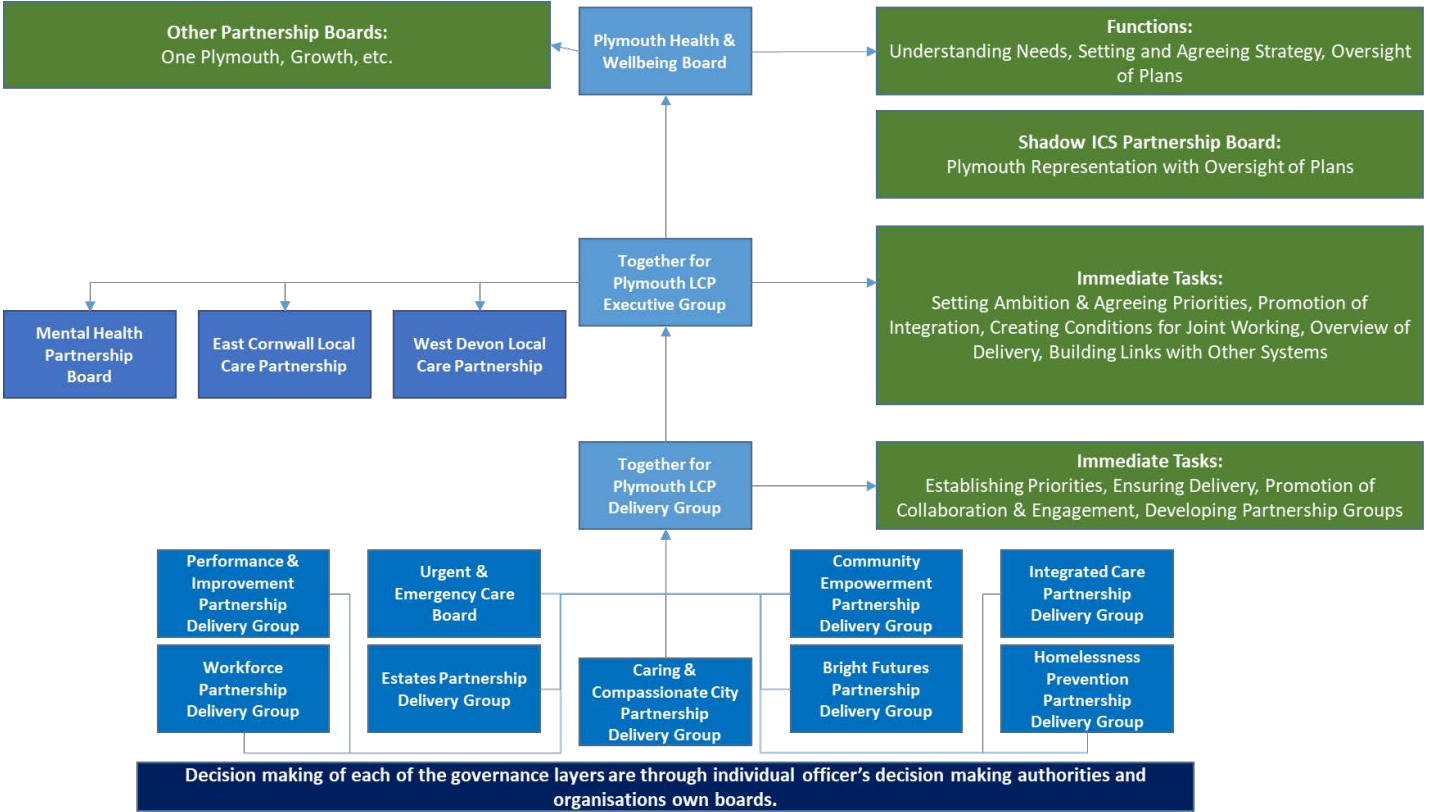 Other Partnership Boards:
One Plymouth, Growth, etc.
Plymouth Health &
Wellbeing Board
Functions:
Understanding Needs, Setting and Agreeing Strategy, Oversight
of Plans
Shadow ICS Partnership Board:
Plymouth Representation with Oversight of Plans
Together for
Plymouth LCP
Executive Group
Immediate Tasks:
Setting Ambition & Agreeing Priorities, Promotion of
Integration, Creating Conditions for Joint Working, Overview of
Delivery, Building Links with Other Systems
Mental Health
Partnership
Board
East Cornwall Local
Care Partnership
West Devon Local
Care Partnership
Together for
Plymouth LCP
Delivery Group
Immediate Tasks:
Establishing Priorities, Ensuring Delivery, Promotion of
Collaboration & Engagement, Developing Partnership Groups
Performance &
Improvement
Partnership
Delivery Group
Urgent &
Emergency Care
Board
Community
Empowerment
Partnership
Delivery Group
Integrated Care
Partnership
Delivery Group
Workforce
Partnership
Delivery Group
Estates Partnership
Delivery Group
Caring &
Compassionate City
Partnership
Delivery Group
Bright Futures
Partnership
Delivery Group
Homelessness
Prevention
Partnership
Delivery Group
Decision making of each of the governance layers are through individual officer's decision making authorities and
organisations own boards.